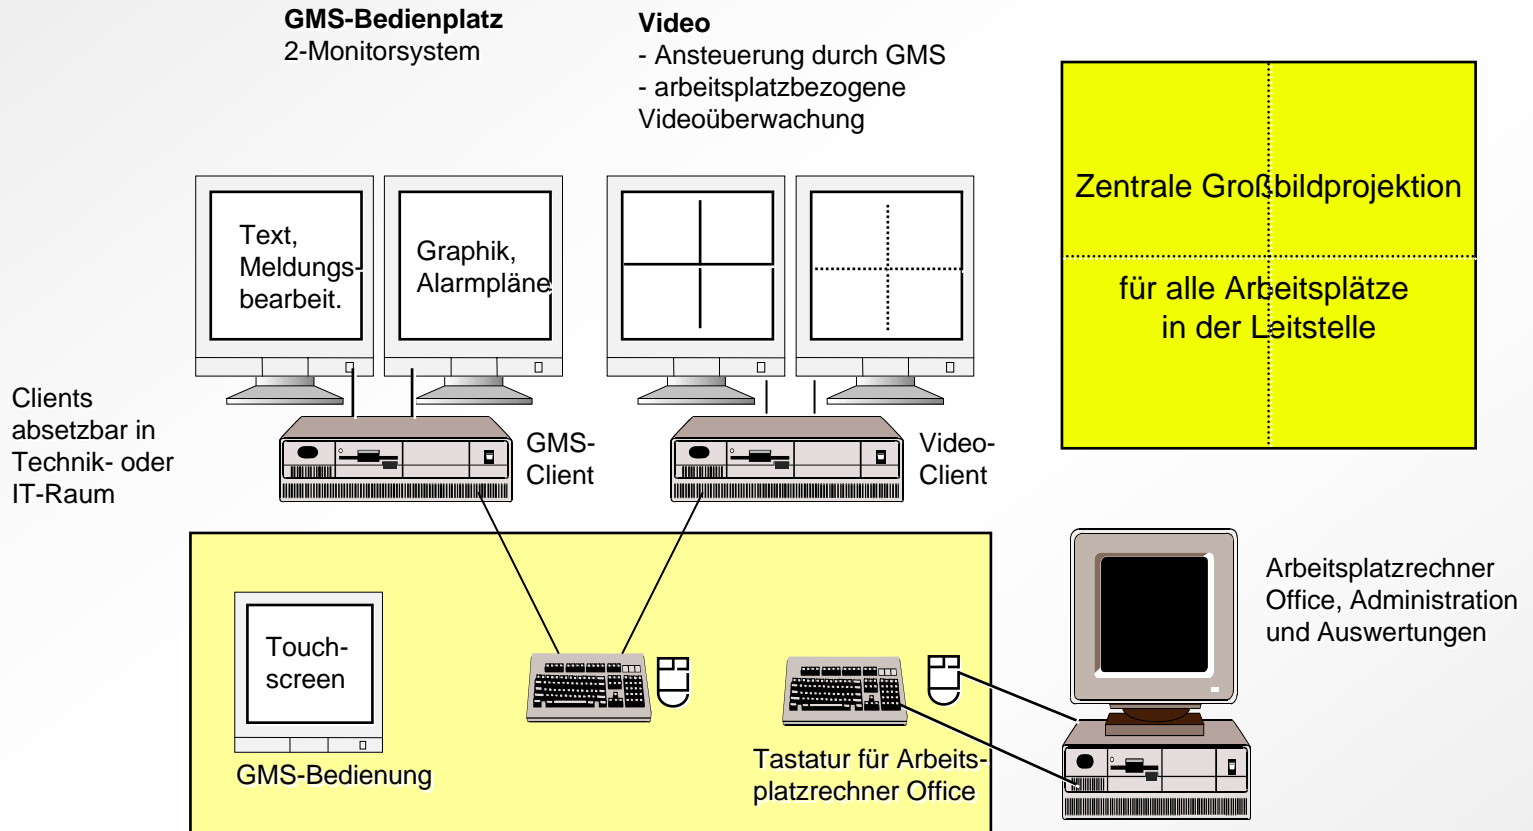 GMS-Bedienplatz
2-Monitorsystem
Video
- Ansteuerung durch GMS
- arbeitsplatzbezogene
Videoüberwachung
Text,
Meldungs-
bearbeit.
Graphik,
Alarmpläne
Zentrale Großbildprojektion
für alle Arbeitsplätze
in der Leitstelle
Clients
absetzbar in
Technik- oder
IT-Raum
GMS-
Client
Video-
Client
Touch-
screen
GMS-Bedienung
Tastatur für Arbeits-
platzrechner Office
Arbeitsplatzrechner
Office, Administration
und Auswertungen